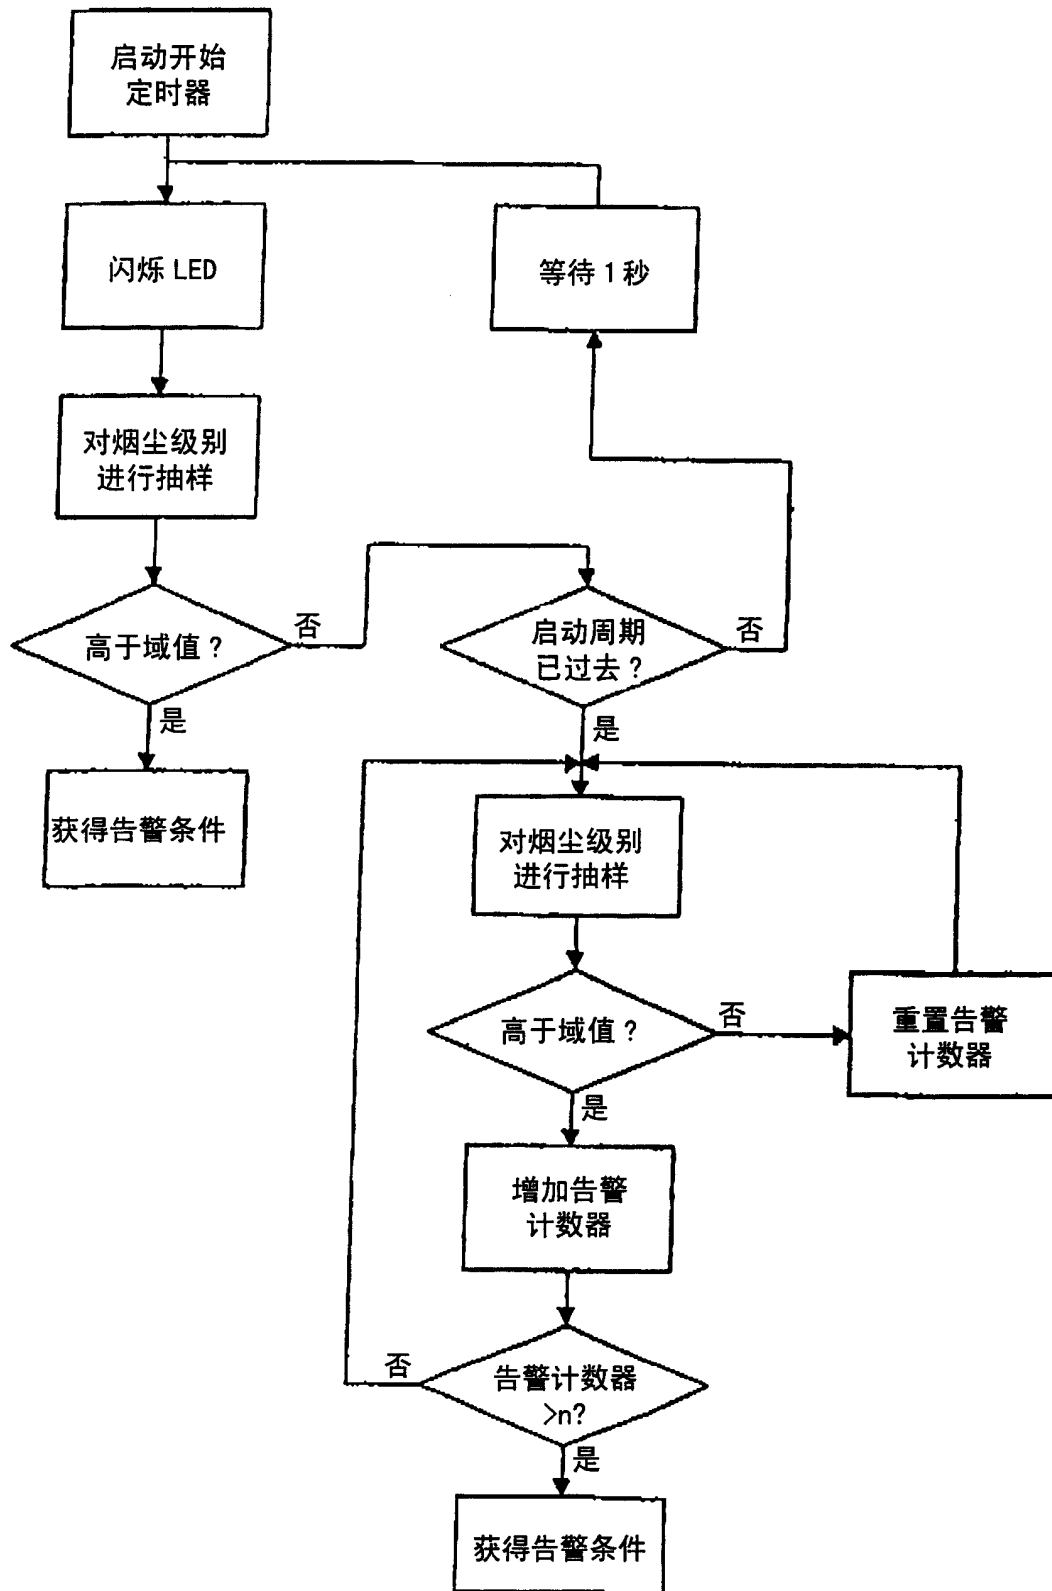 启动开始
定时器
闪烁 LED
等待 1 秒
对烟尘级别
进行抽样
高于域值？
否
启动周期
已过去？
否
是
是
获得告警条件
对烟尘级别
进行抽样
高于域值？
否
重置告警
计数器
是
增加告警
计数器
否
告警计数器
>n?
是
获得告警条件